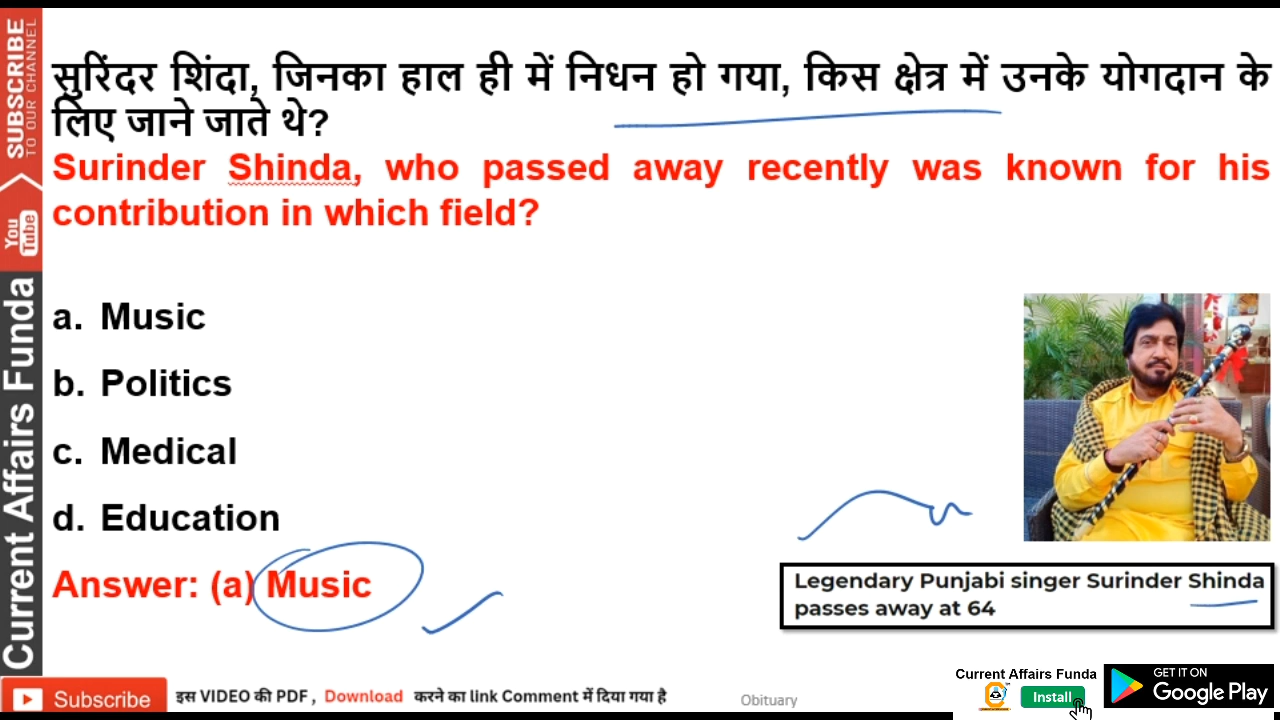 सुरिंदर शिंदा, जिनका हाल ही में निधन हो गया, किस क्षेत्र में उनके योगदान के
लिए जाने जाते थे?
Surinder Shinda, who passed away recently was known for his
contribution in which field?
a. Music
b. Politics
c. Medical
d. Education
Answer: (a) Music
Legendary Punjabi singer Surinder Shinda
passes away at 64
SUBSCRIBE
TO OUR CHANNEL
You
Tube
Current Affairs Funda
Subscribe
इस VIDEO की PDF , Download करने का link Comment में दिया गया है
Obituary
Current Affairs Funda
Install
GET IT ON
Google Play